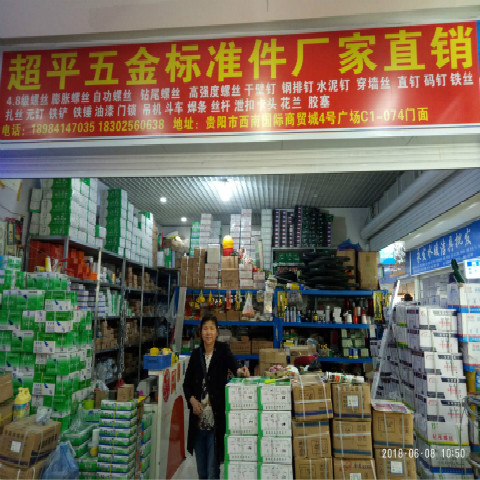 超平五金标准件厂家直销
4.8级螺丝 膨胀螺丝 自功螺丝 钻尾螺丝 高强度螺丝 干壁钉 钢排钉 水泥钉 穿墙丝 直钉 码钉 铁丝
扎丝 元钉 铁铲 铁锤 油漆 门锁 吊机 斗车 焊条 丝杆 泄扣 卡头 花兰 胶塞
电话：18984147035 18302560638 地址：贵阳市西南国际商贸城4号广场C1-074门面
2018-06-08 10:50